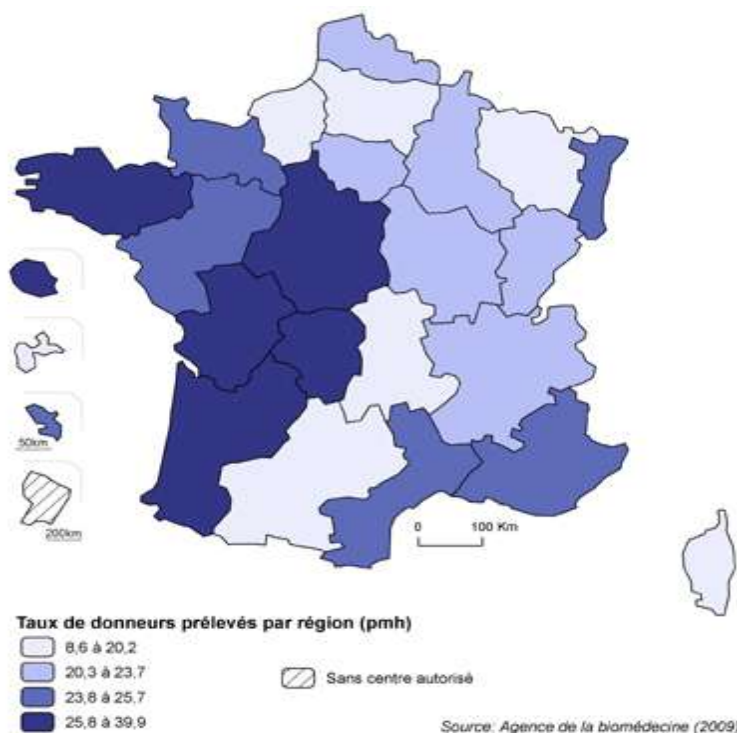 50km
200km
0 100 Km
Taux de donneurs prélevés par région (pmh)
8,6 à 20,2
20,3 à 23,7
23,8 à 25,7
25,8 à 39,9
Sans centre autorisé
Source: Agence de la biomédecine (2009)